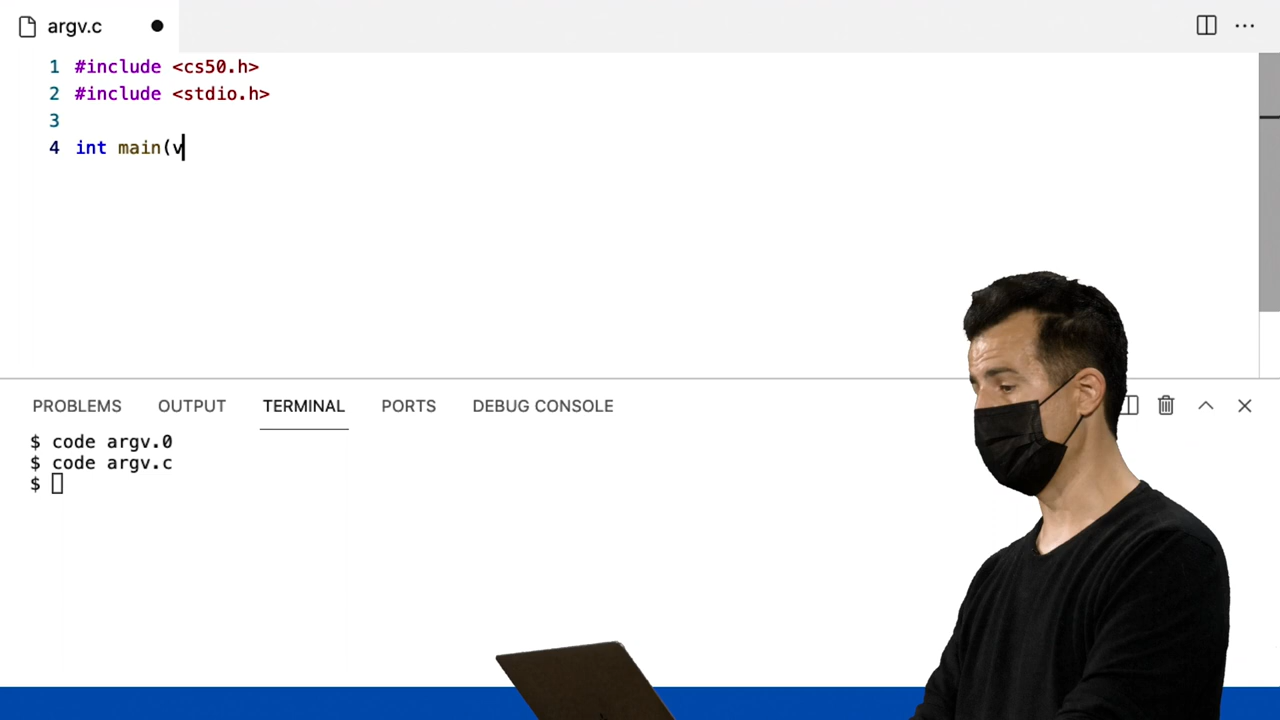 argv.c
1 #include <cs50.h>
2 #include <stdio.h>
3
4 int main(v
PROBLEMS OUTPUT TERMINAL PORTS DEBUG CONSOLE
$ code argv.0
$ code argv.c
$